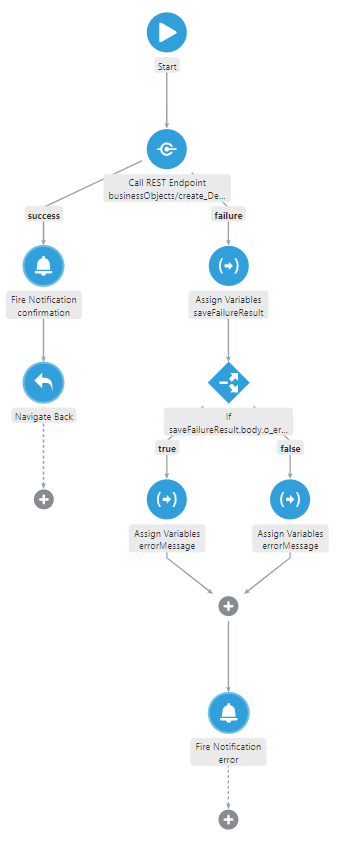 Start
Call REST Endpoint
businessObjects/create_De...
success
failure
Fire Notification
confirmation
Assign Variables
saveFailureResult
Navigate Back
If
saveFailureResult.body.o_er...
true
false
Assign Variables
errorMessage
Assign Variables
errorMessage
Fire Notification
error